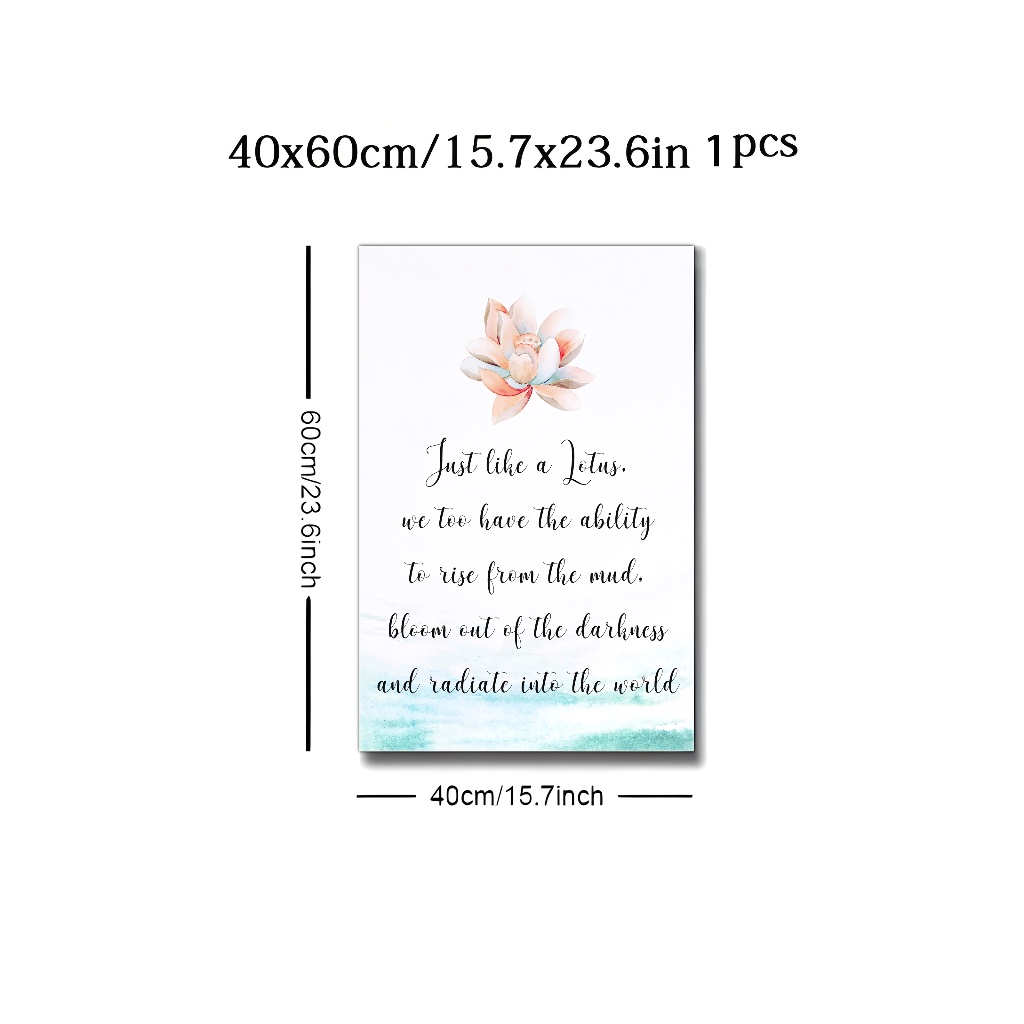 40x60cm/15.7x23.6in 1pcs
60cm/23.6inch
Just like a Lotus,
we too have the ability
to rise from the mud,
bloom out of the darkness
and radiate into the world
40cm/15.7inch